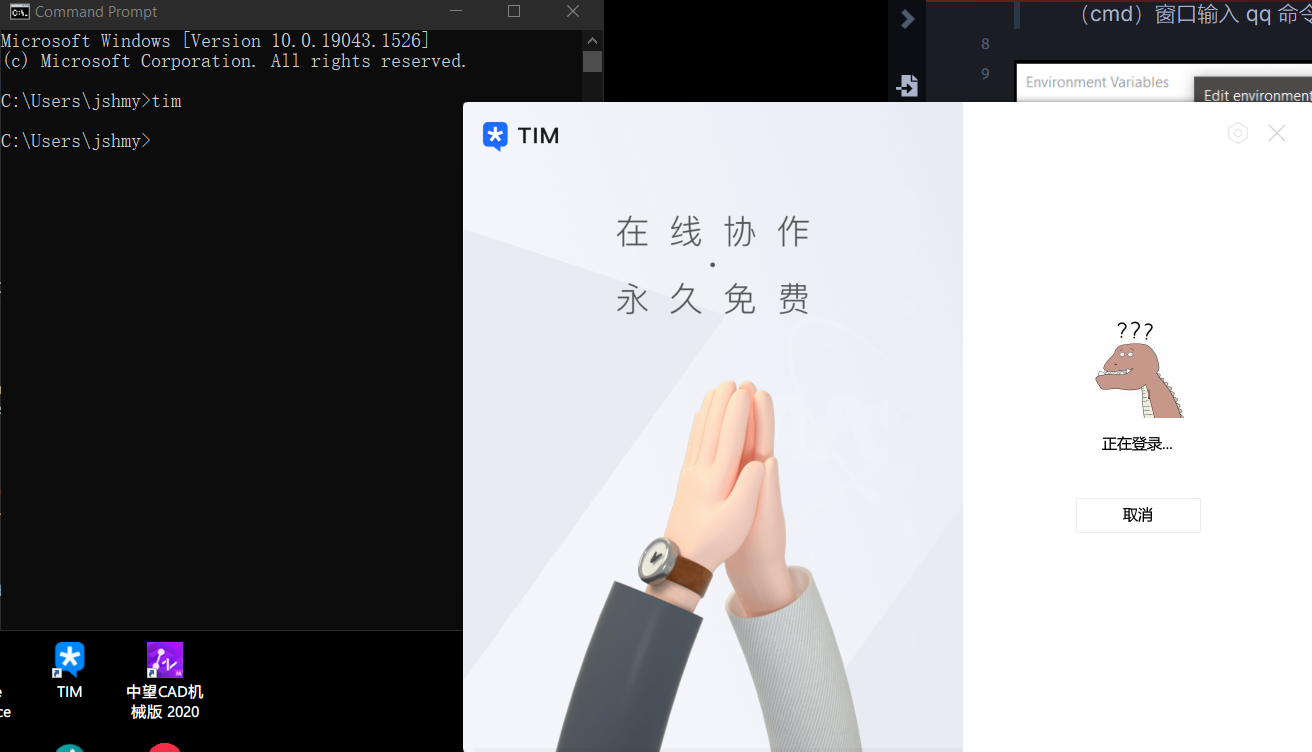 Command Prompt
Microsoft Windows [Version 10.0.19043.1526]
(c) Microsoft Corporation. All rights reserved.
C:\Users\jshmy>tim
C:\Users\jshmy>
（cmd）窗口输入 qq 命令
8
9
Environment Variables
Edit environment
TIM
在线协作
·
永久免费
???
正在登录...
取消
TIM
中望CAD机
械版 2020